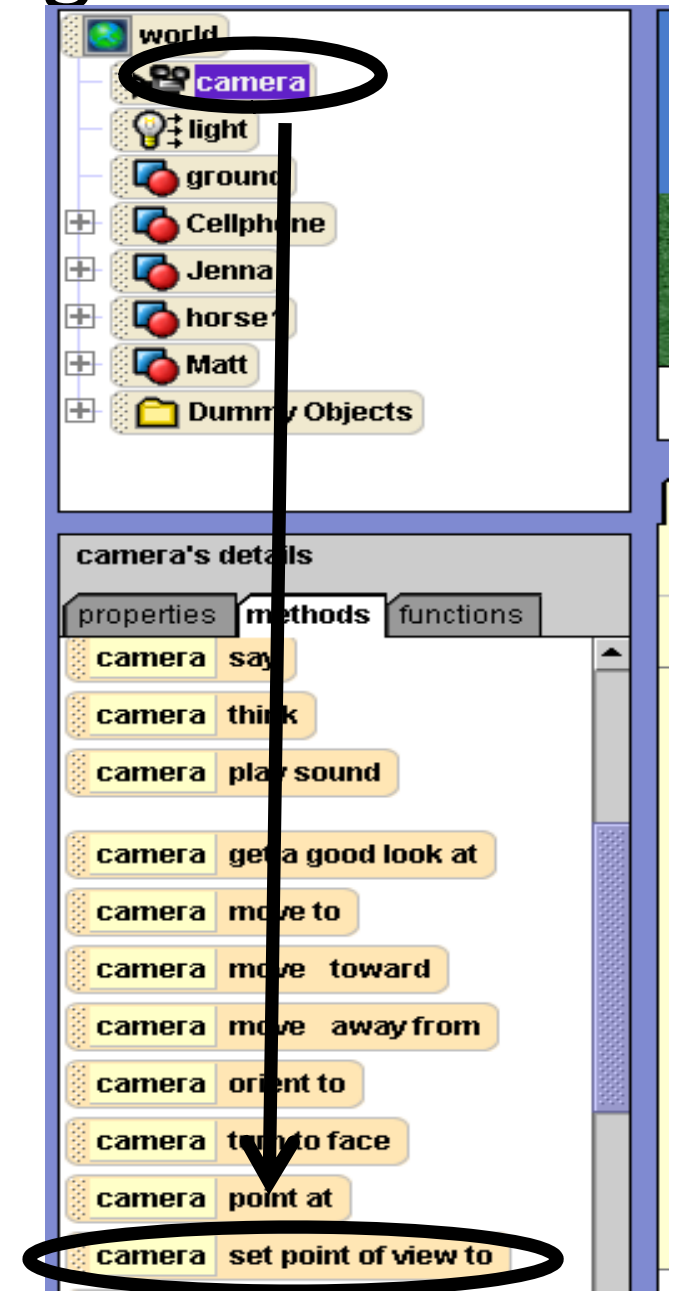 world
camera
light
ground
Cellphone
Jenna
horse
Matt
Dummy Objects
camera's details
properties methods functions
camera say
camera think
camera play sound
camera get a good look at
camera move to
camera move toward
camera move away from
camera orient to
camera turn to face
camera point at
camera set point of view to